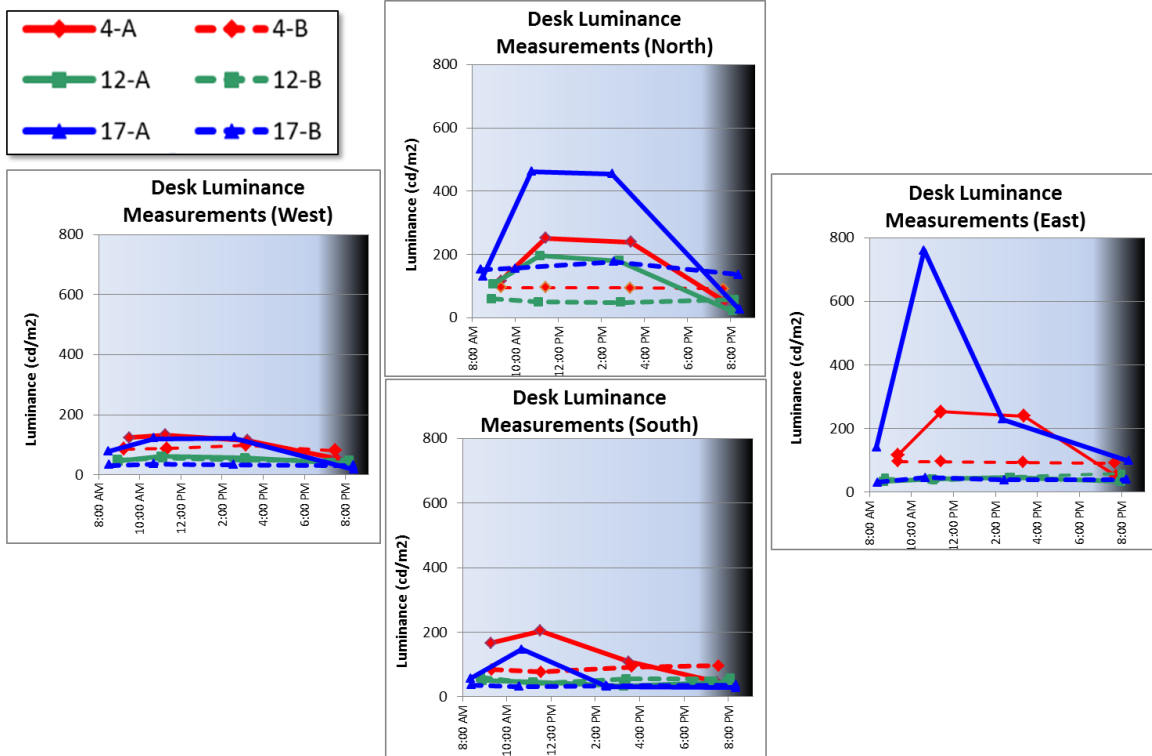 4-A 4-B
12-A 12-B
17-A 17-B
Desk Luminance
Measurements (North)
Luminance (cd/m2)
800
600
400
200
0
8:00 AM
10:00 AM
12:00 PM
2:00 PM
4:00 PM
6:00 PM
8:00 PM
Desk Luminance
Measurements (West)
Luminance (cd/m2)
800
600
400
200
0
8:00 AM
10:00 AM
12:00 PM
2:00 PM
4:00 PM
6:00 PM
8:00 PM
Desk Luminance
Measurements (East)
Luminance (cd/m2)
800
600
400
200
0
8:00 AM
10:00 AM
12:00 PM
2:00 PM
4:00 PM
6:00 PM
8:00 PM
Desk Luminance
Measurements (South)
Luminance (cd/m2)
800
600
400
200
0
8:00 AM
10:00 AM
12:00 PM
2:00 PM
4:00 PM
6:00 PM
8:00 PM